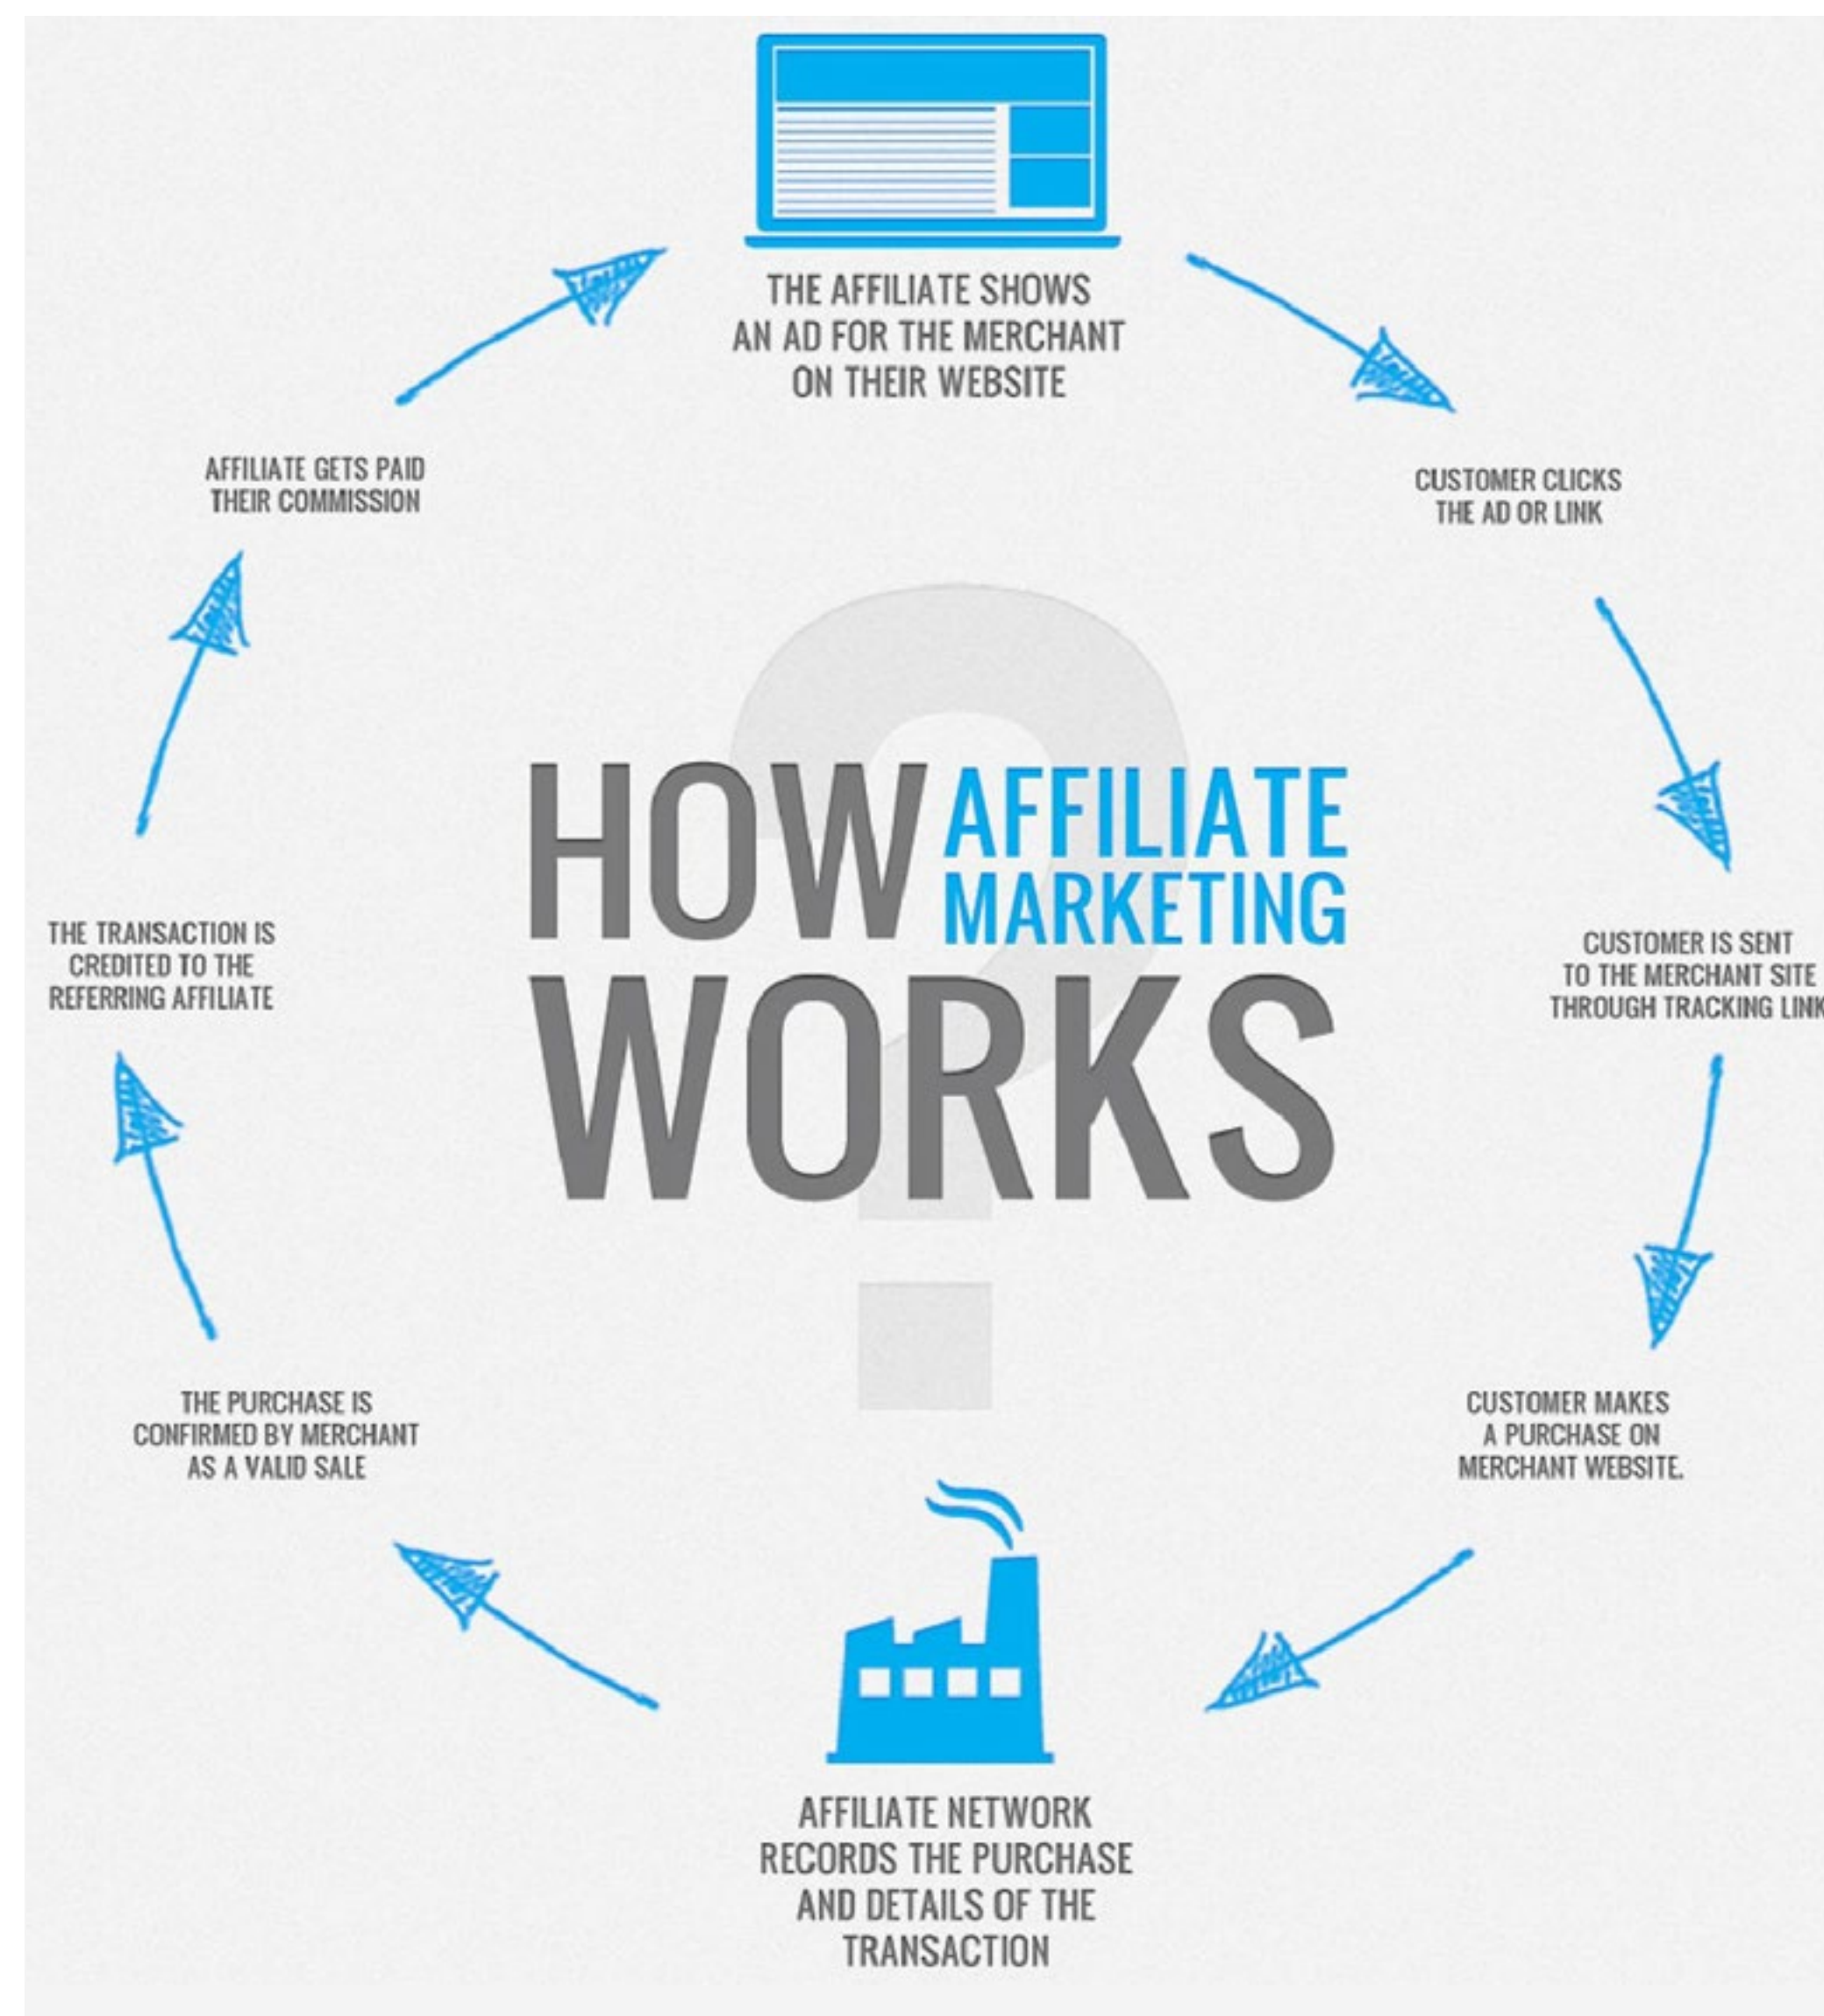 THE AFFILIATE SHOWS
AN AD FOR THE MERCHANT
ON THEIR WEBSITE
CUSTOMER CLICKS
THE AD OR LINK
CUSTOMER IS SENT
TO THE MERCHANT SITE
THROUGH TRACKING LINK
CUSTOMER MAKES
A PURCHASE ON
MERCHANT WEBSITE.
AFFILIATE NETWORK
RECORDS THE PURCHASE
AND DETAILS OF THE
TRANSACTION
THE PURCHASE IS
CONFIRMED BY MERCHANT
AS A VALID SALE
THE TRANSACTION IS
CREDITED TO THE
REFERRING AFFILIATE
AFFILIATE GETS PAID
THEIR COMMISSION
HOW AFFILIATE
MARKETING
WORKS
?